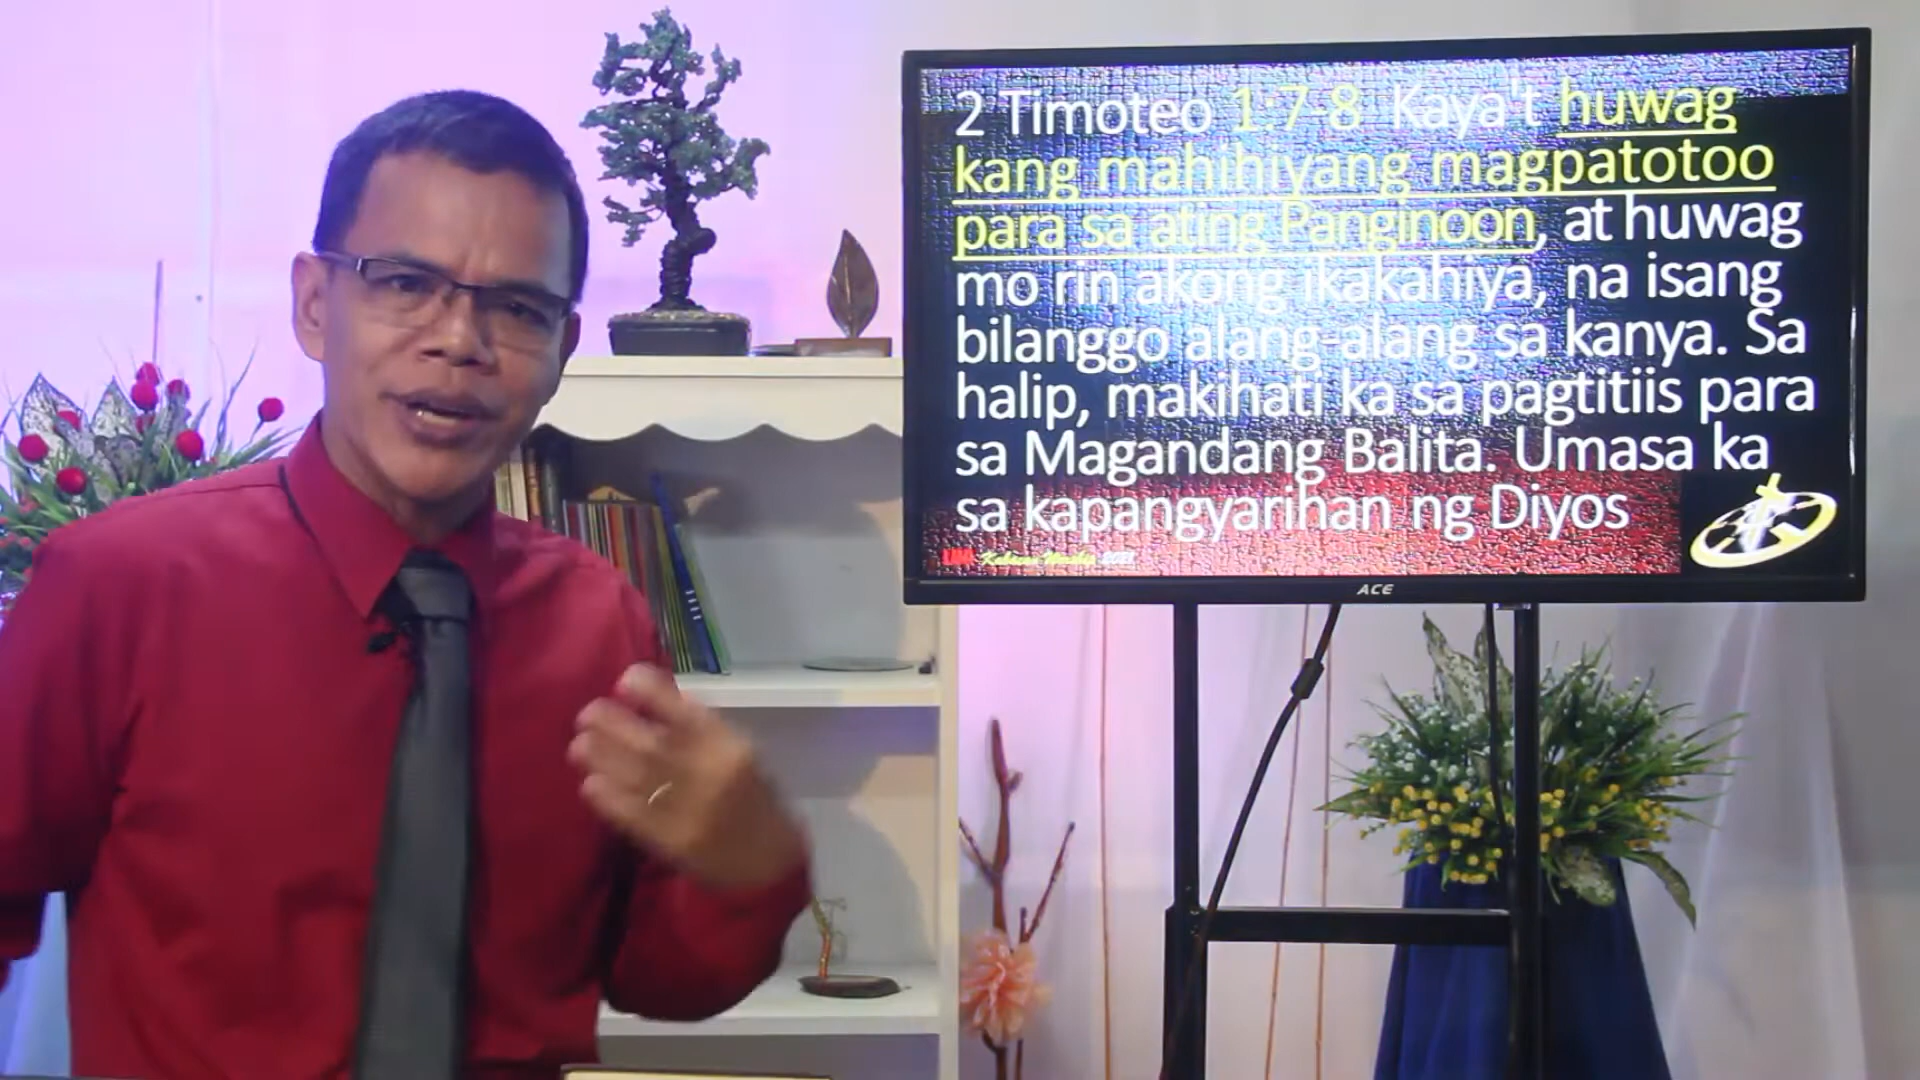 2 Timoteo 1:7-8 Kaya't huwag
kang mahihiyang magpatotoo
para sa ating Panginoon, at huwag
mo rin akong ikakahiya, na isang
bilanggo alang-alang sa kanya. Sa
halip, makihati ka sa pagtitiis para
sa Magandang Balita. Umasa ka
sa kapangyarihan ng Diyos
ACE